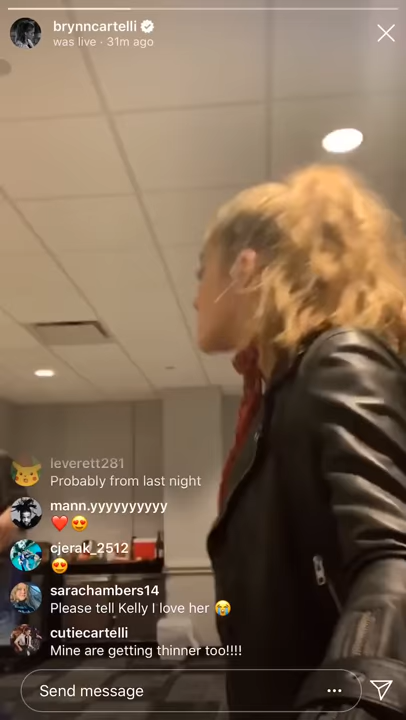 brynncartelli
was live · 31m ago
leverett281
Probably from last night
mann.yyyyyyyyyy
❤️😍
cjerak_2512
😍
sarachambers14
Please tell Kelly I love her 😭
cutiecartelli
Mine are getting thinner too!!!!
Send message